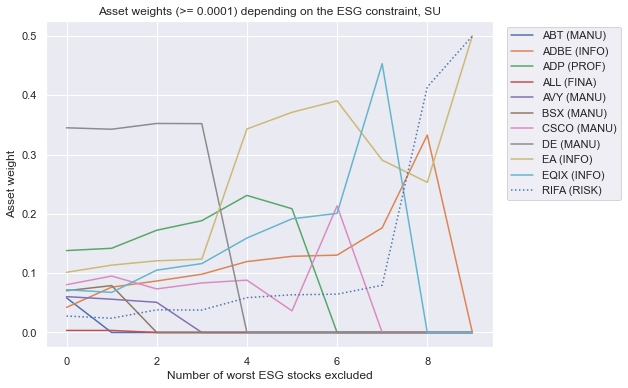 Asset weights (>= 0.0001) depending on the ESG constraint, SU
0.5
0.4
0.3
0.2
0.1
0.0
Asset weight
0 2 4 6 8
Number of worst ESG stocks excluded
ABT (MANU)
ADBE (INFO)
ADP (PROF)
ALL (FINA)
AVY (MANU)
BSX (MANU)
CSCO (MANU)
DE (MANU)
EA (INFO)
EQIX (INFO)
RIFA (RISK)